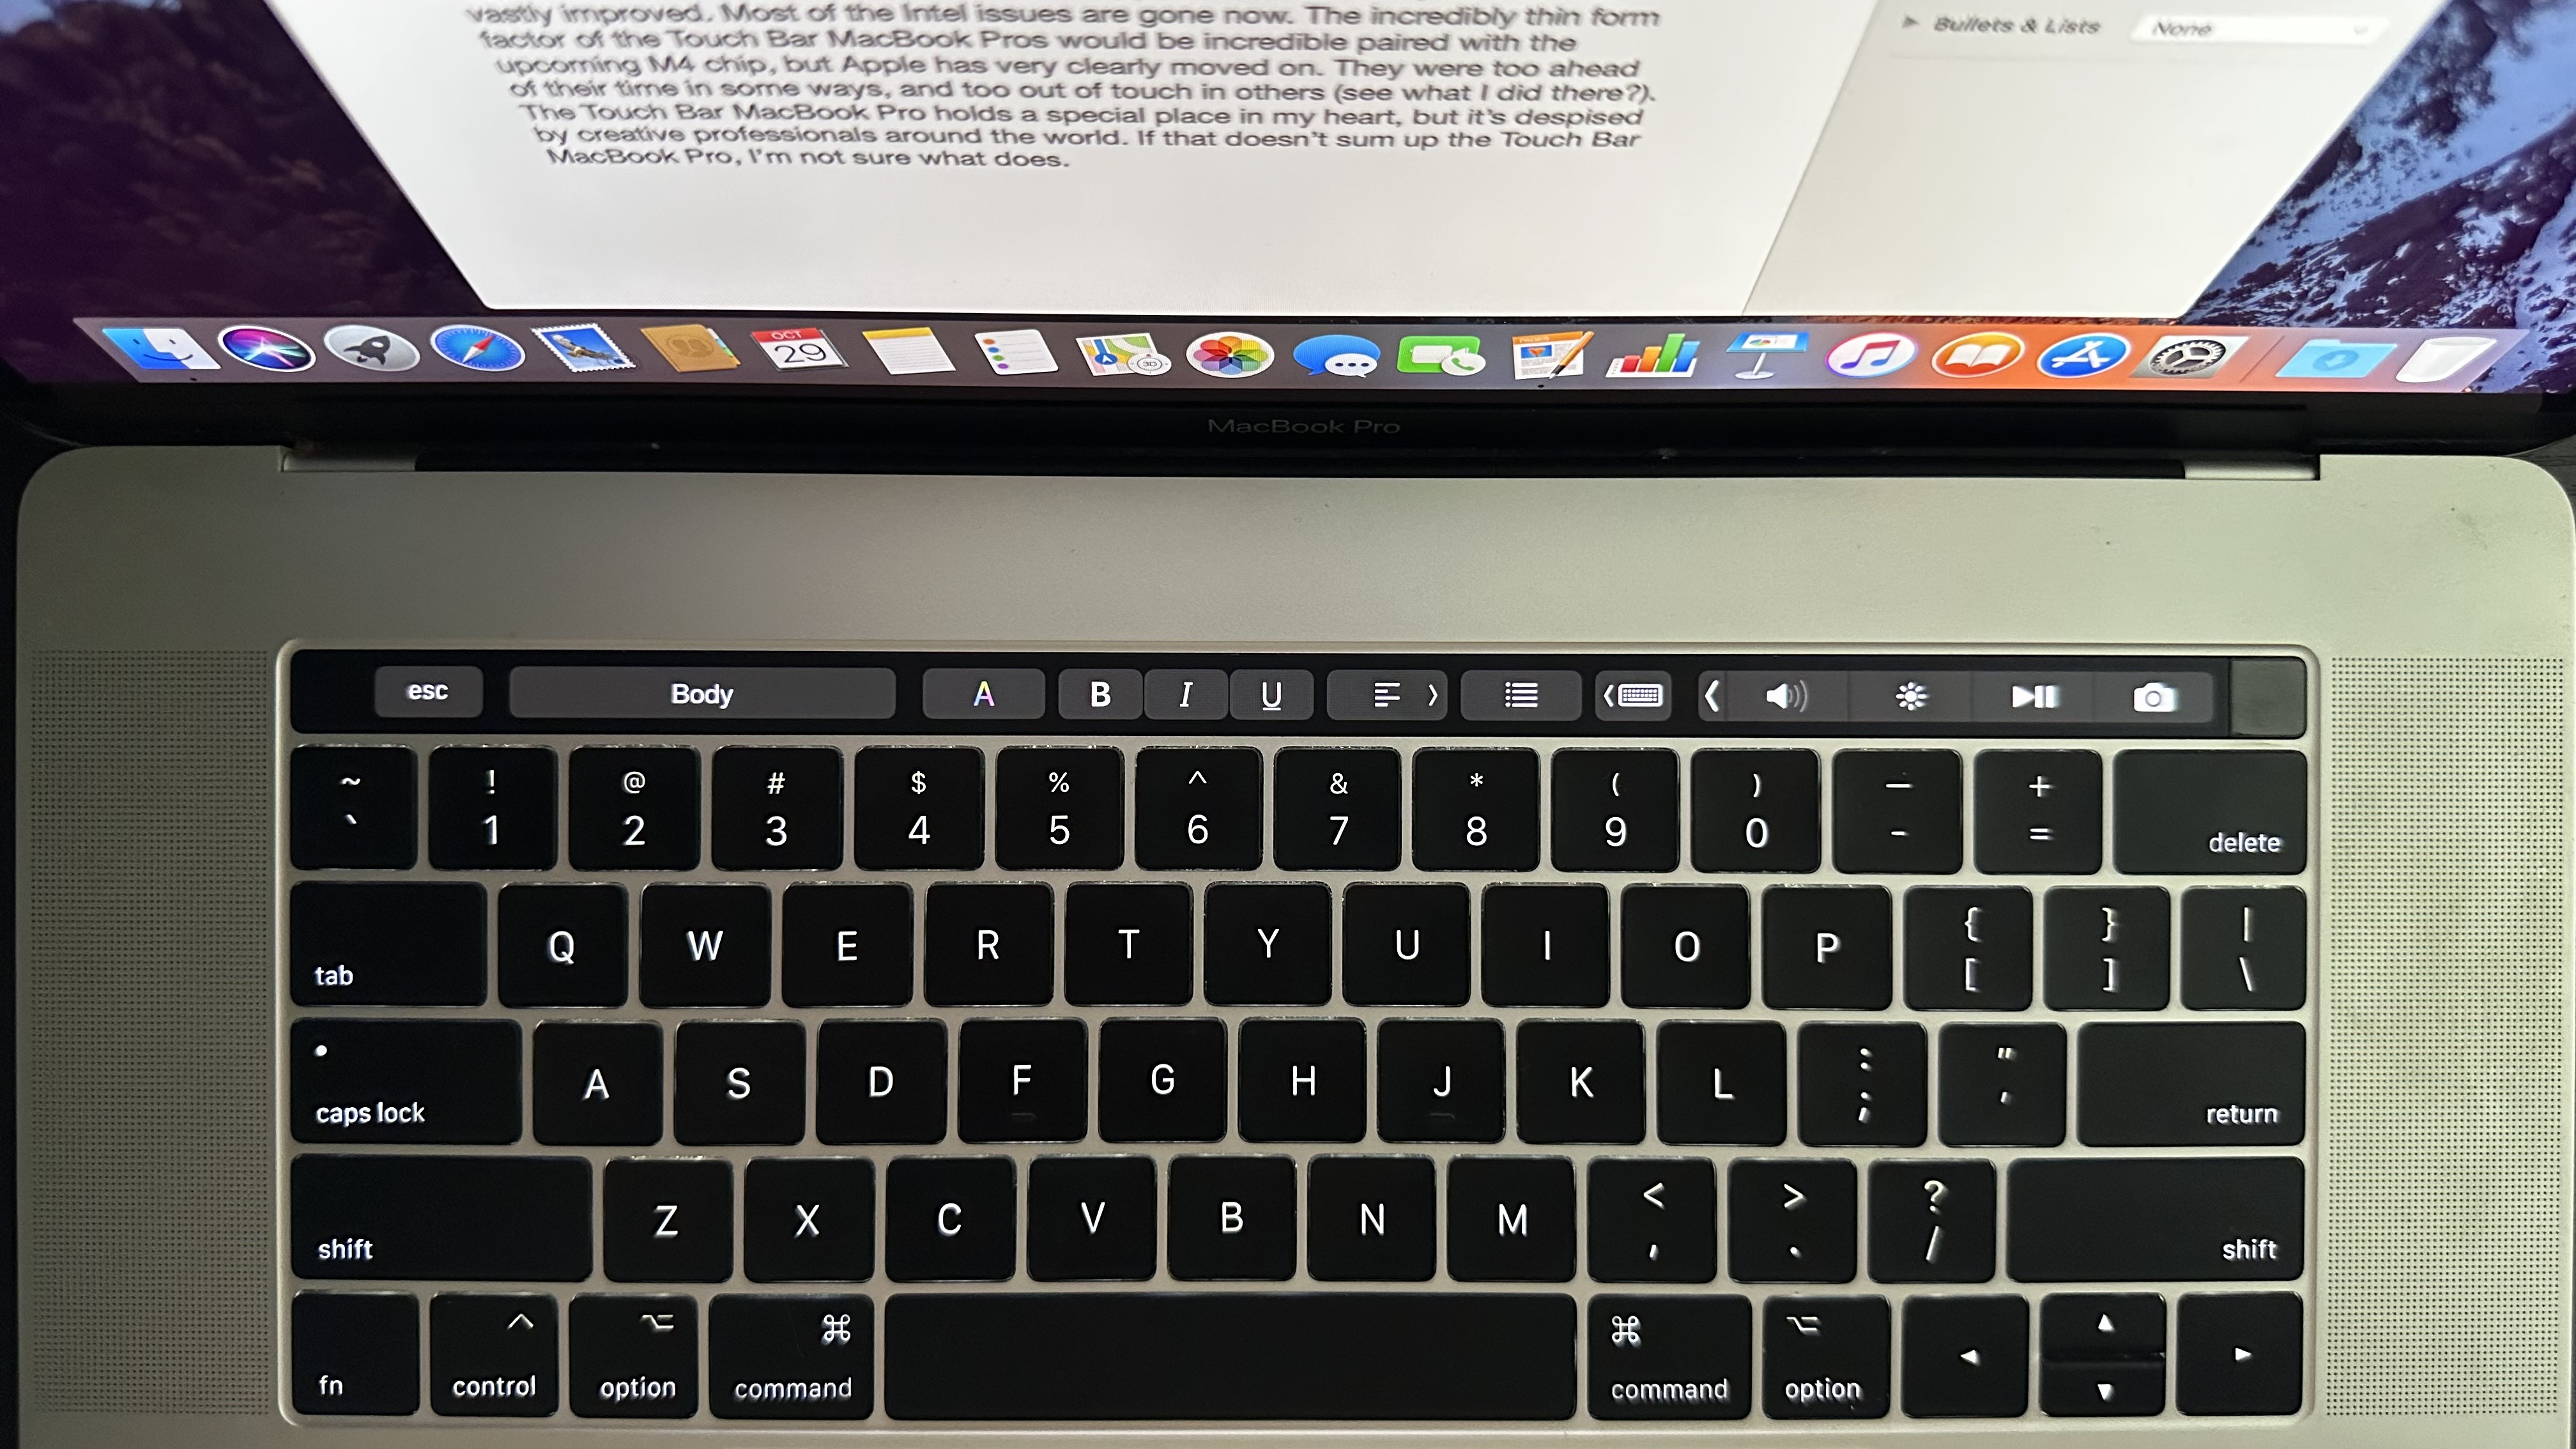 vastly improved. Most of the Intel issues are gone now. The incredibly thin form
factor of the Touch Bar MacBook Pros would be incredible paired with the
upcoming M4 chip, but Apple has very clearly moved on. They were too ahead
of their time in some ways, and too out of touch in others (see what I did there?).
The Touch Bar MacBook Pro holds a special place in my heart, but it's despised
by creative professionals around the world. If that doesn't sum up the Touch Bar
MacBook Pro, I'm not sure what does.
Bullets & Lists None
OCT
29
3D
MacBook Pro
esc Body A B I U
~ ! @ # $ % ^ & * ( ) — +
` 1 2 3 4 5 6 7 8 9 0 - =
delete
tab Q W E R T Y U I O P { [ } ] | \
caps lock A S D F G H J K L : ; " ' return
shift Z X C V B N M < , > . ? / shift
fn control option ⌘ command ⌘ command option